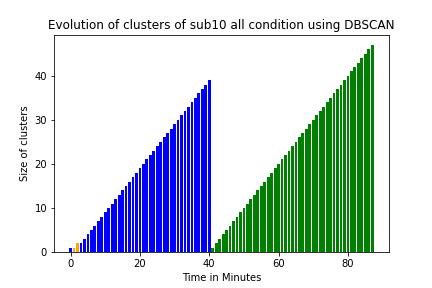 Evolution of clusters of sub10 all condition using DBSCAN
Size of clusters
40
30
20
10
0
0 20 40 60 80
Time in Minutes